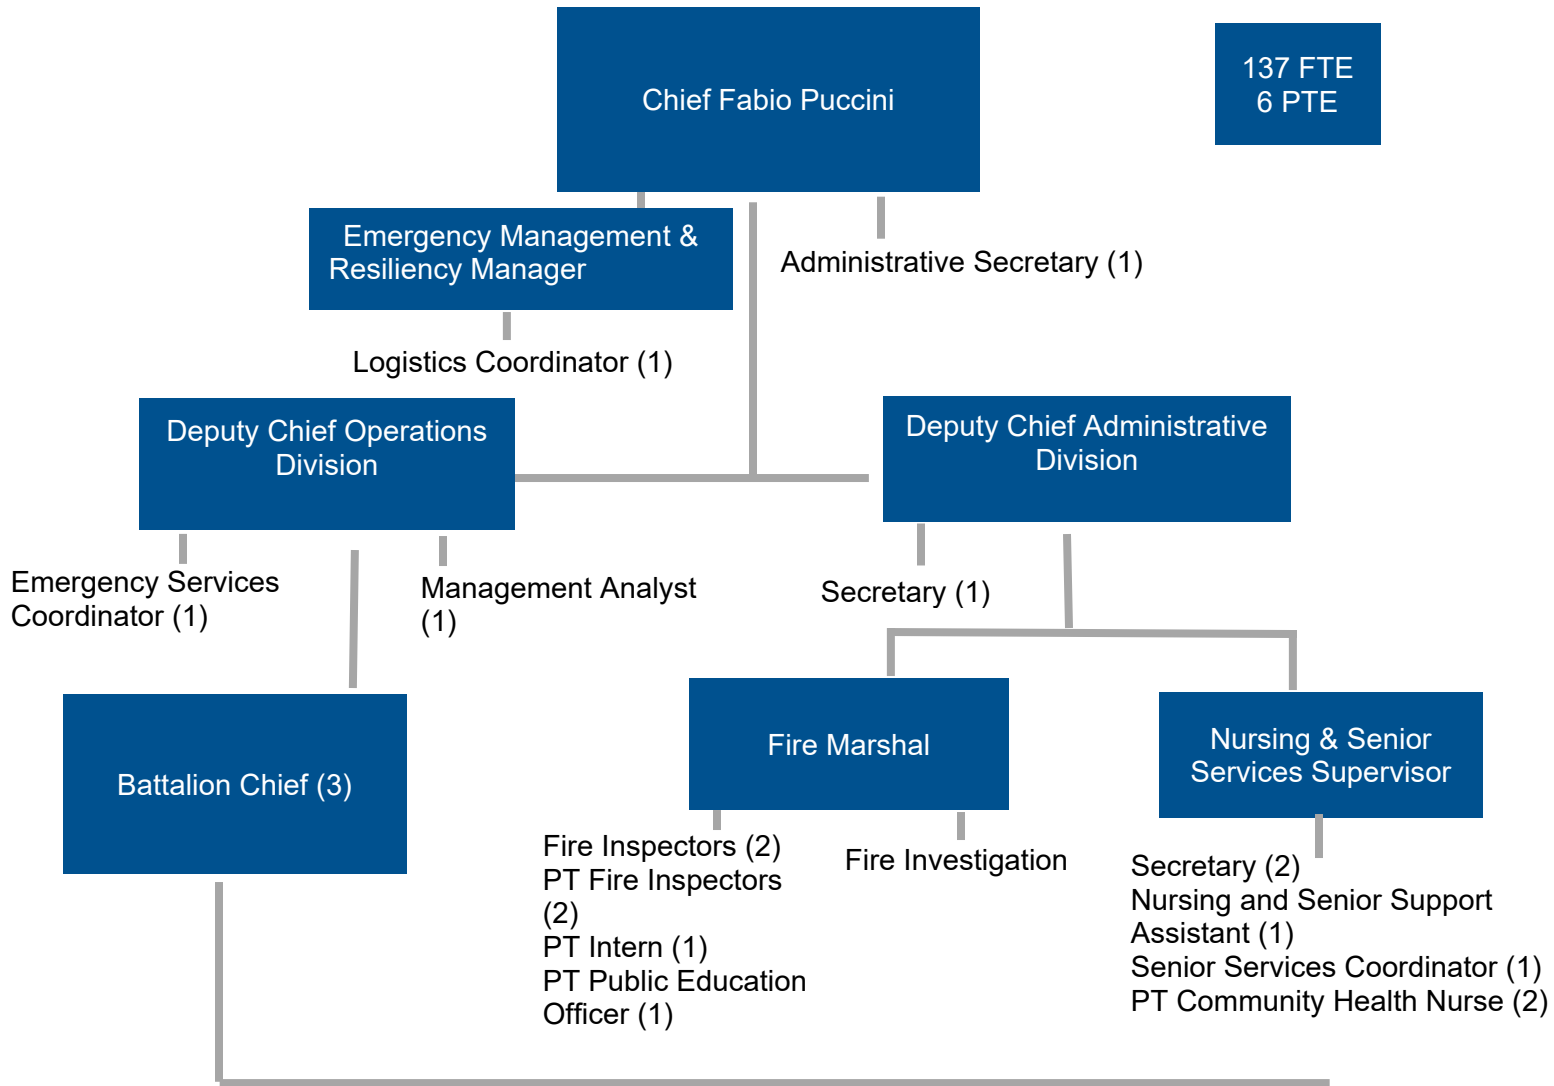 Chief Fabio Puccini
137 FTE
6 PTE
Emergency Management &
Resiliency Manager
Administrative Secretary (1)
Logistics Coordinator (1)
Deputy Chief Operations
Division
Deputy Chief Administrative
Division
Emergency Services
Coordinator (1)
Management Analyst
(1)
Secretary (1)
Battalion Chief (3)
Fire Marshal
Nursing & Senior
Services Supervisor
Fire Inspectors (2)
PT Fire Inspectors
(2)
PT Intern (1)
PT Public Education
Officer (1)
Fire Investigation
Secretary (2)
Nursing and Senior Support
Assistant (1)
Senior Services Coordinator (1)
PT Community Health Nurse (2)